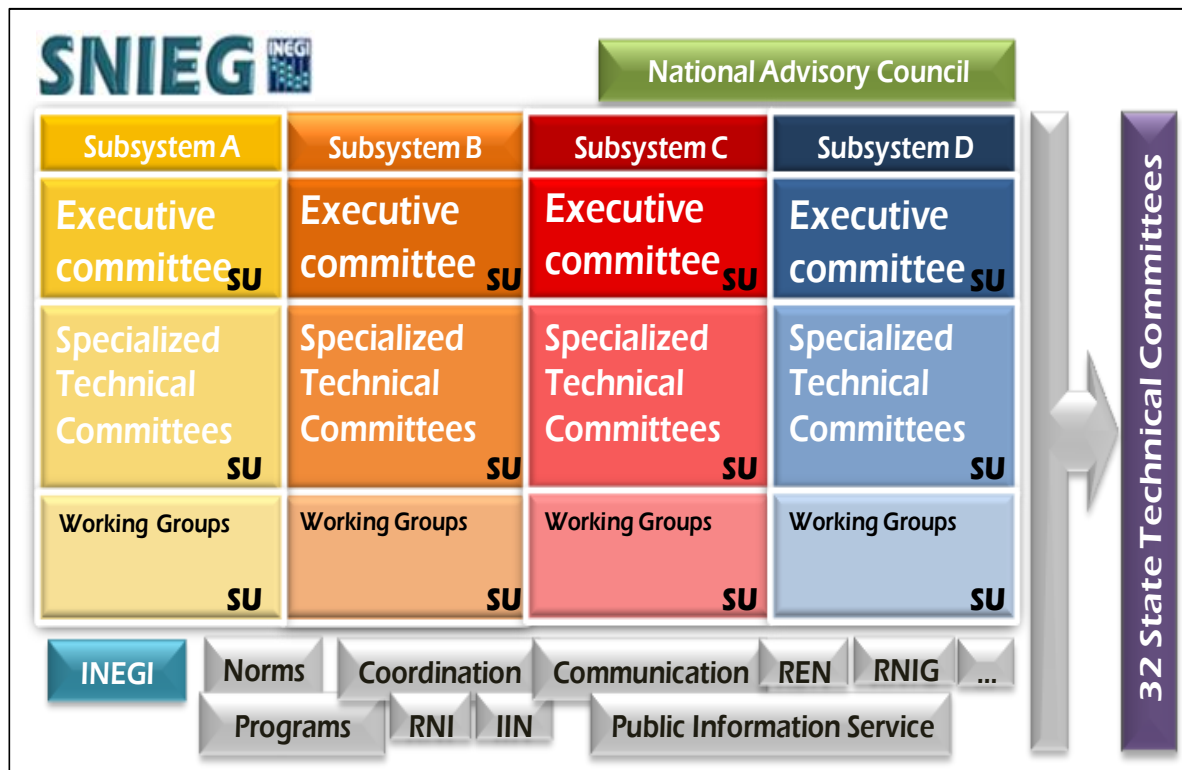 SNIEG INEGI
National Advisory Council
Subsystem A
Subsystem B
Subsystem C
Subsystem D
Executive
committee
SU
Executive
committee
SU
Executive
committee
SU
Executive
committee
SU
Specialized
Technical
Committees
SU
Specialized
Technical
Committees
SU
Specialized
Technical
Committees
SU
Specialized
Technical
Committees
SU
Working Groups
SU
Working Groups
SU
Working Groups
SU
Working Groups
SU
INEGI
Norms
Coordination
Communication
REN
RNIG
...
Programs
RNI
IIN
Public Information Service
32 State Technical Committees